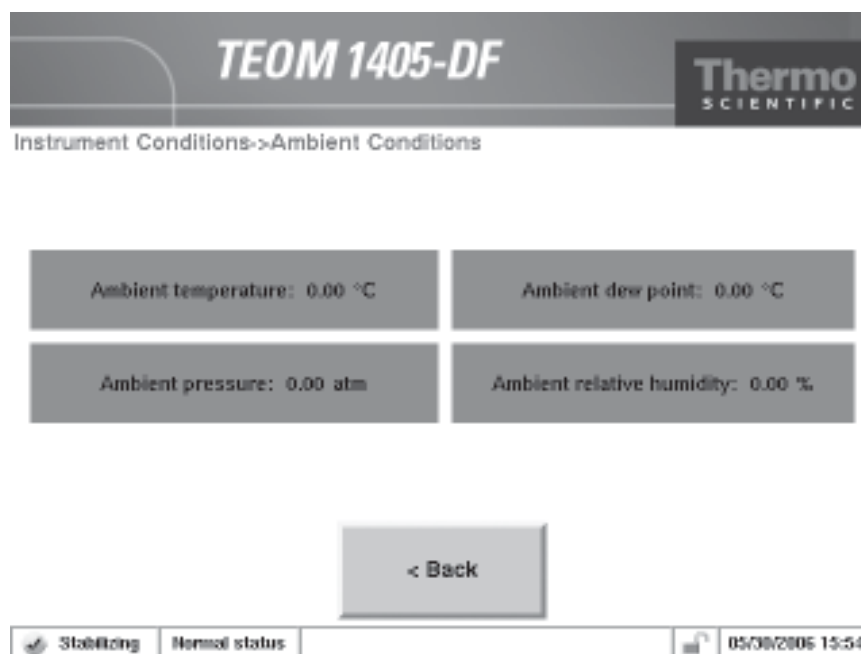 TEOM 1405-DF
Thermo
SCIENTIFIC
Instrument Conditions->Ambient Conditions
Ambient temperature: 0.00 °C
Ambient dew point: 0.00 °C
Ambient pressure: 0.00 atm
Ambient relative humidity: 0.00 %
< Back
Stabilizing
Normal status
05/30/2006 15:54